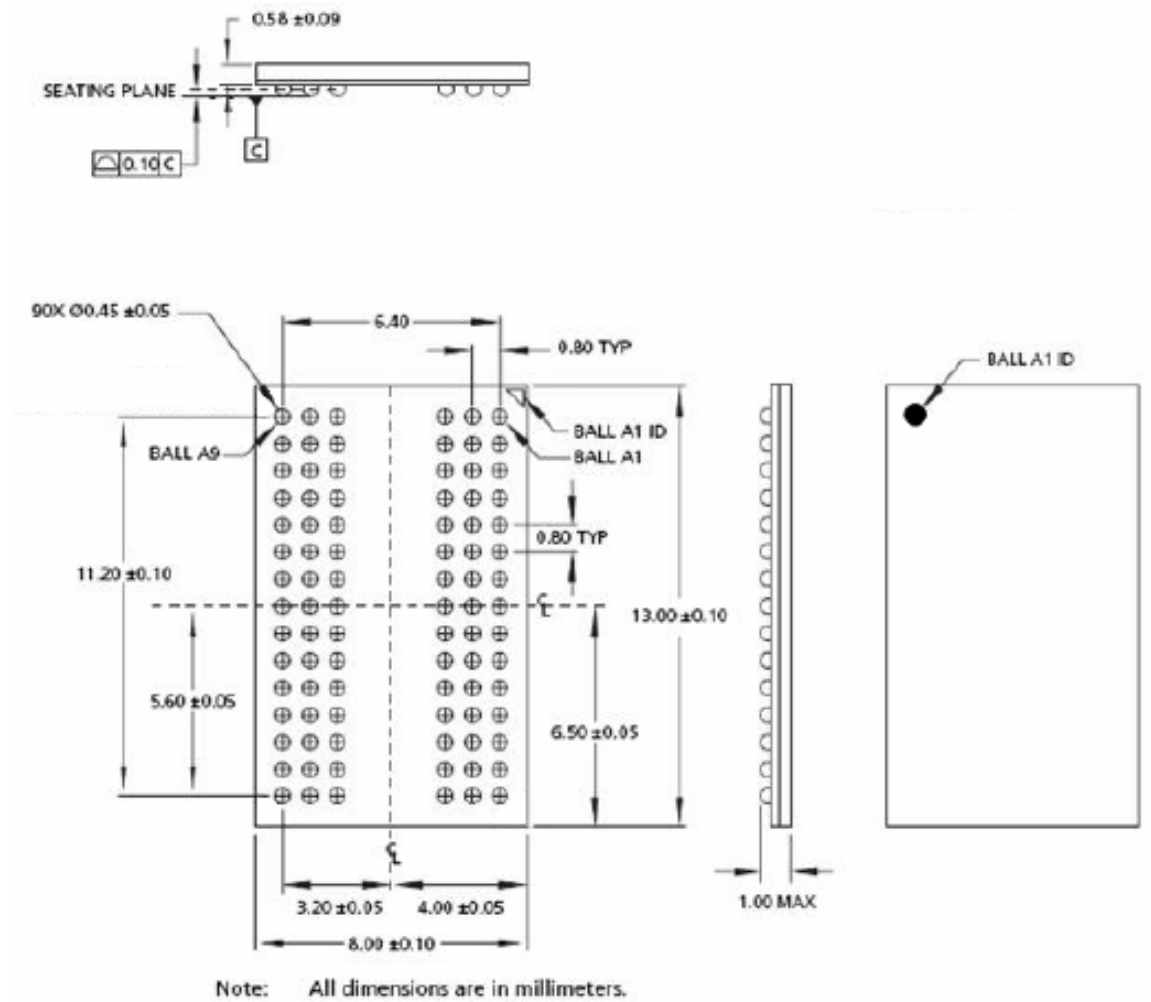 0.58 ±0.09
SEATING PLANE
C
0.10 C
90X Ø0.45 ±0.05
6.40
0.80 TYP
BALL A1 ID
BALL A1 ID
BALL A9
BALL A1
0.80 TYP
11.20 ±0.10
℄
13.00 ±0.10
5.60 ±0.05
6.50 ±0.05
℄
3.20 ±0.05
4.00 ±0.05
1.00 MAX
8.00 ±0.10
Note: All dimensions are in millimeters.